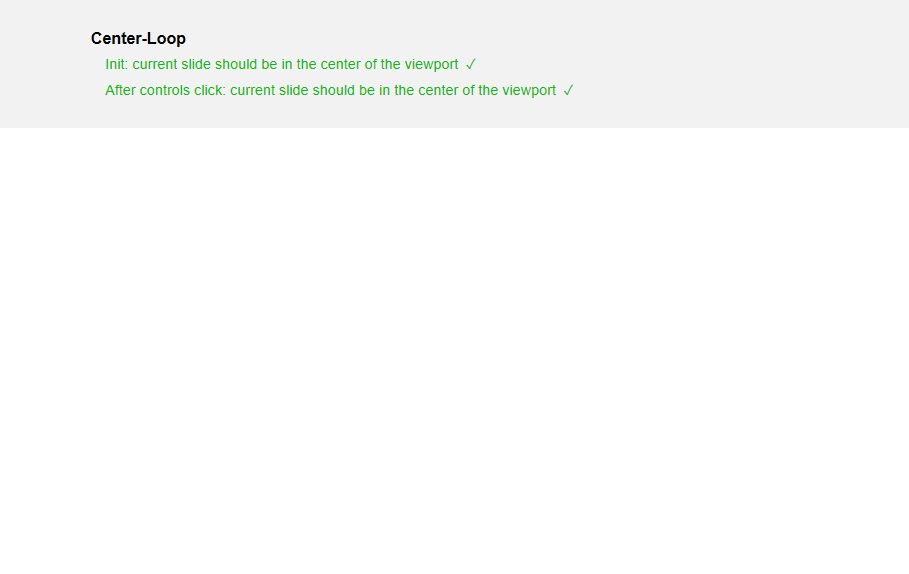 Center-Loop
Init: current slide should be in the center of the viewport ✓
After controls click: current slide should be in the center of the viewport ✓